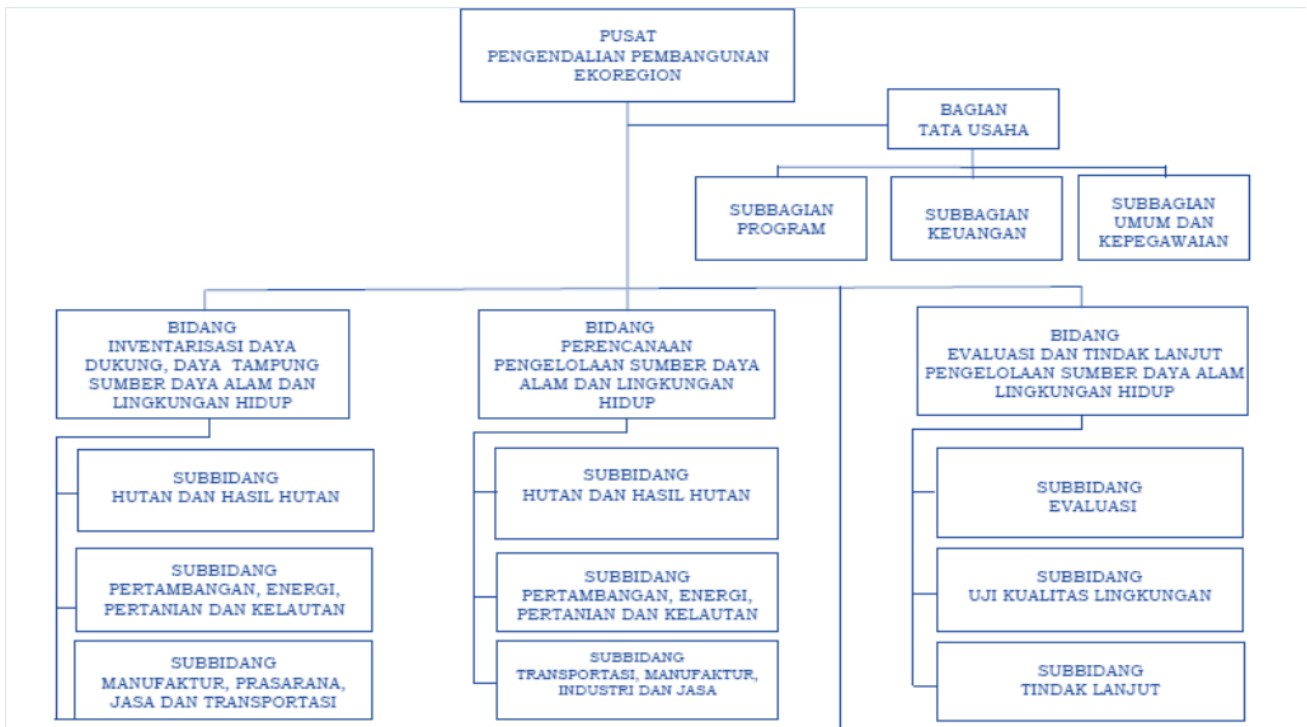 PUSAT
PENGENDALIAN PEMBANGUNAN
EKOREGION
BAGIAN
TATA USAHA
SUBBAGIAN
PROGRAM
SUBBAGIAN
KEUANGAN
SUBBAGIAN
UMUM DAN
KEPEGAWAIAN
BIDANG
INVENTARISASI DAYA
DUKUNG, DAYA TAMPUNG
SUMBER DAYA ALAM DAN
LINGKUNGAN HIDUP
SUBBIDANG
HUTAN DAN HASIL HUTAN
SUBBIDANG
PERTAMBANGAN, ENERGI,
PERTANIAN DAN KELAUTAN
SUBBIDANG
MANUFAKTUR, PRASARANA,
JASA DAN TRANSPORTASI
BIDANG
PERENCANAAN
PENGELOLAAN SUMBER DAYA
ALAM DAN LINGKUNGAN
HIDUP
SUBBIDANG
HUTAN DAN HASIL HUTAN
SUBBIDANG
PERTAMBANGAN, ENERGI,
PERTANIAN DAN KELAUTAN
SUBBIDANG
TRANSPORTASI, MANUFAKTUR,
INDUSTRI DAN JASA
BIDANG
EVALUASI DAN TINDAK LANJUT
PENGELOLAAN SUMBER DAYA ALAM
LINGKUNGAN HIDUP
SUBBIDANG
EVALUASI
SUBBIDANG
UJI KUALITAS LINGKUNGAN
SUBBIDANG
TINDAK LANJUT